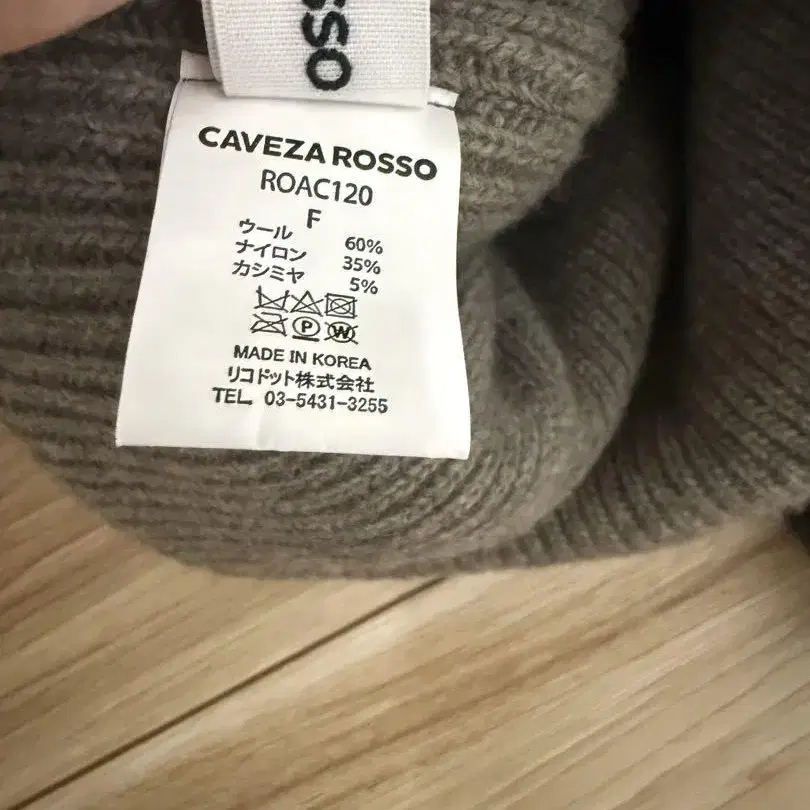 SSO
CAVEZA ROSSO
ROAC120
F
ウール 60%
ナイロン 35%
カシミヤ 5%
P W
MADE IN KOREA
リコドット株式会社
TEL. 03-5431-3255